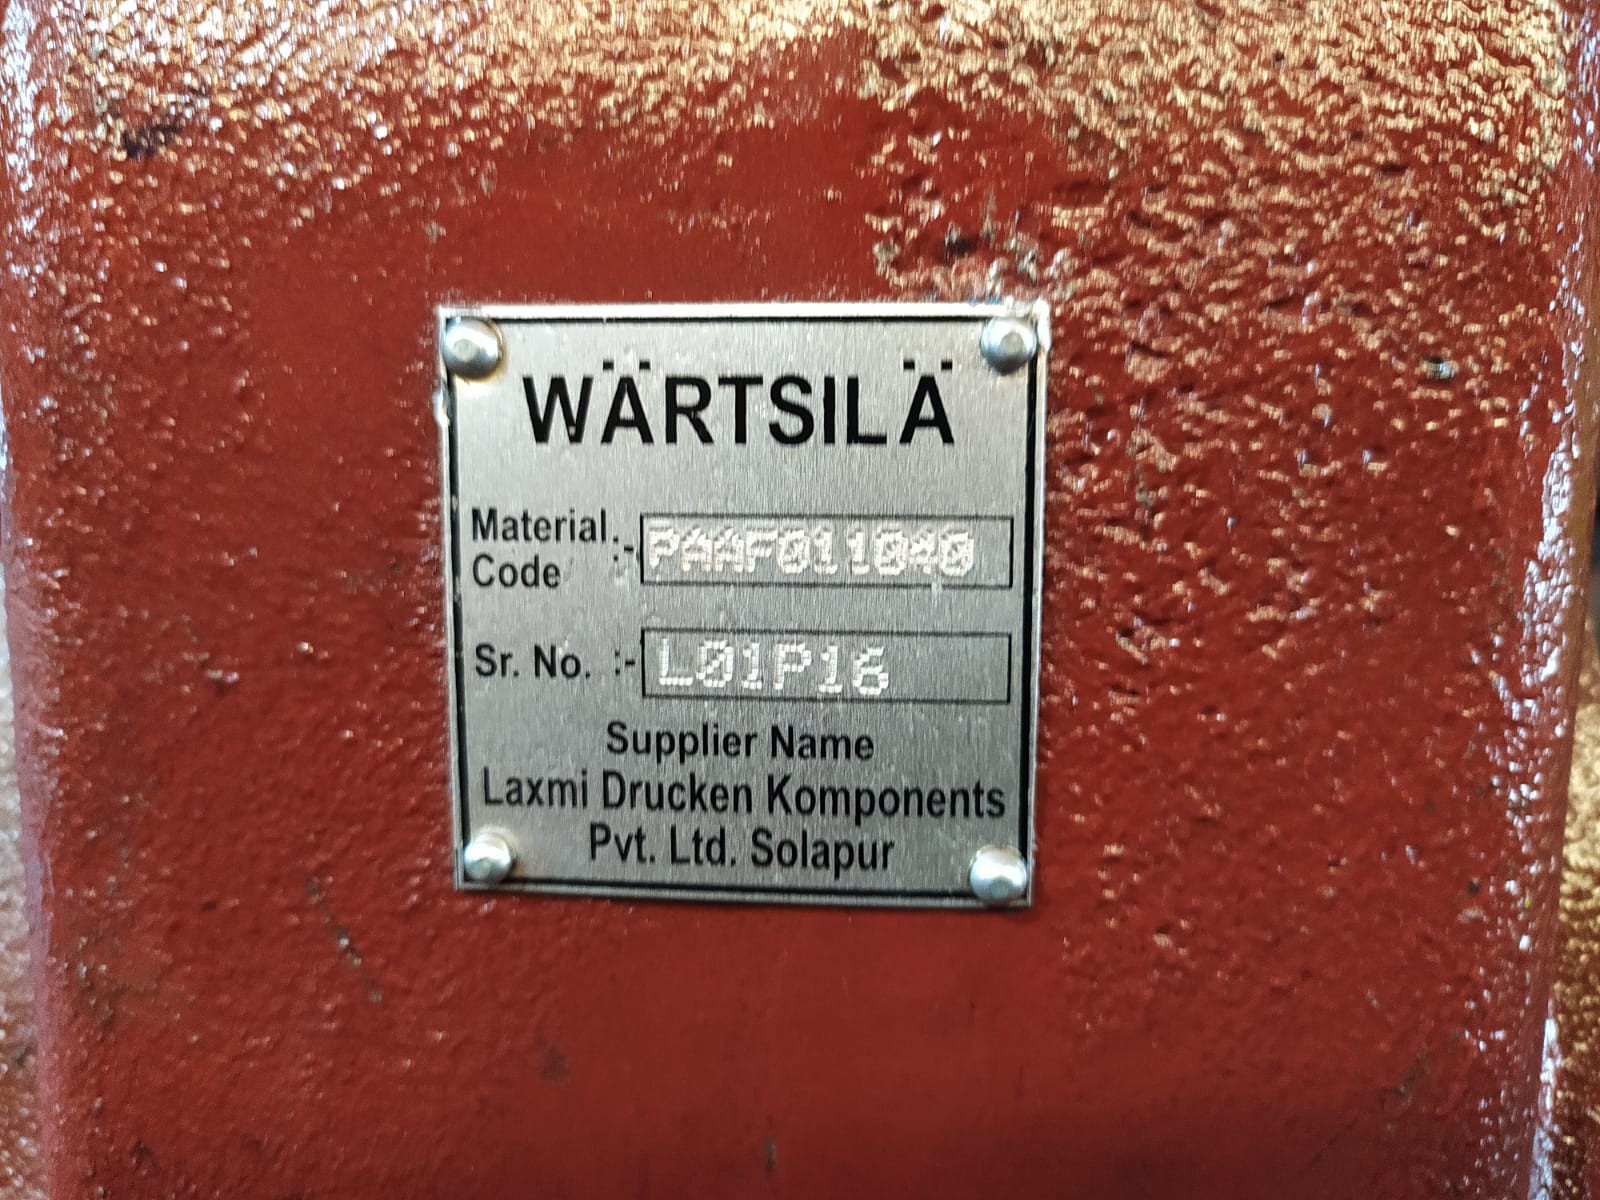 WÄRTSILÄ
Material
Code :- PAAF011040
Sr. No. :- L01P16
Supplier Name
Laxmi Drucken Komponents
Pvt. Ltd. Solapur